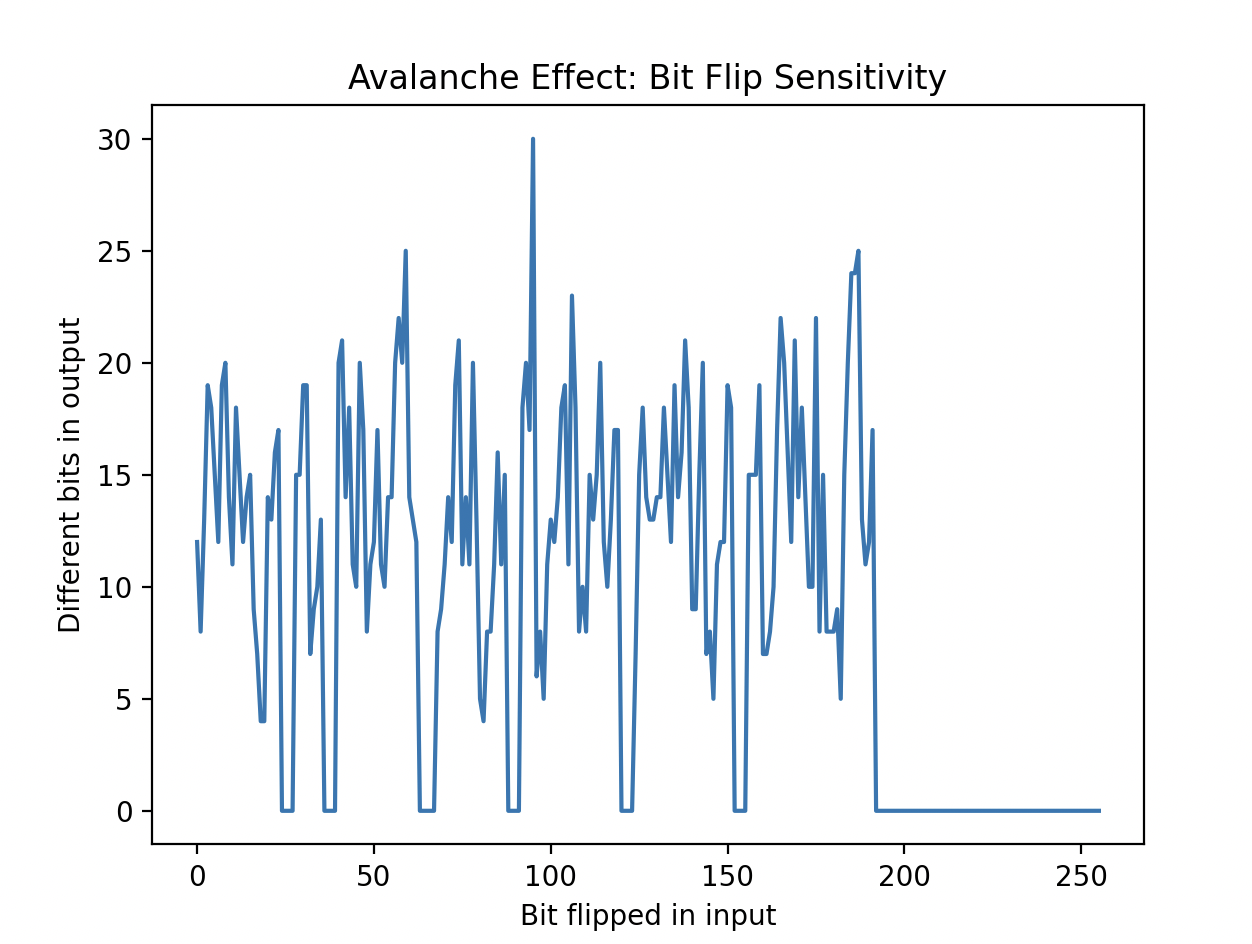 Avalanche Effect: Bit Flip Sensitivity
Different bits in output
30
25
20
15
10
5
0
0 50 100 150 200 250
Bit flipped in input